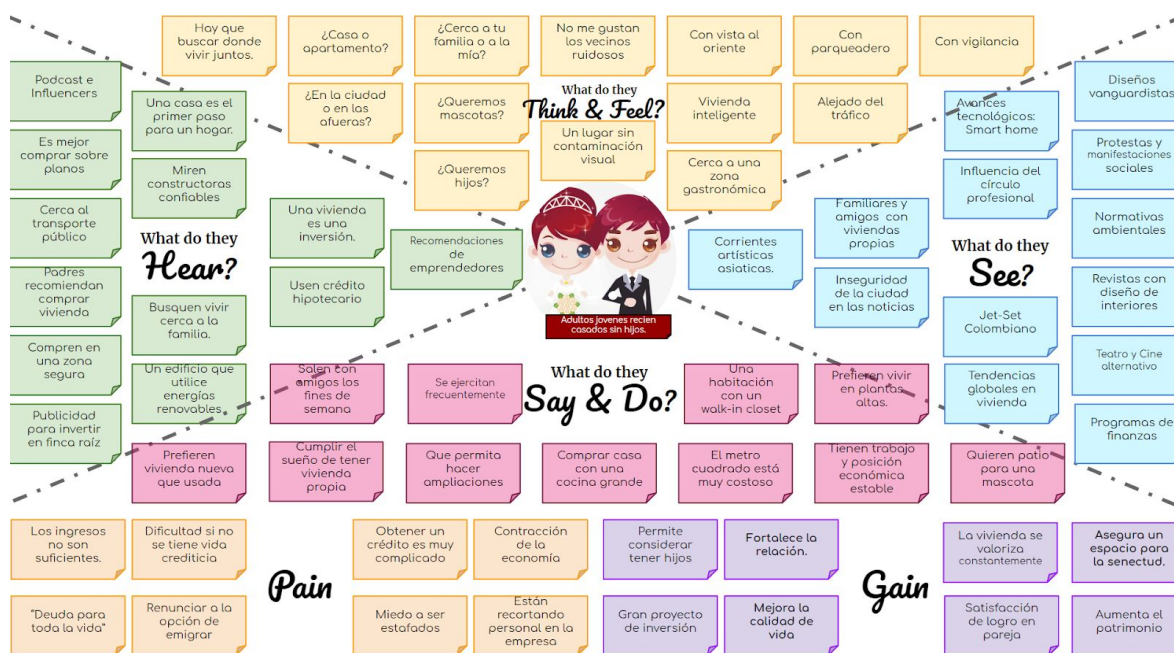 Hay que
buscar donde
vivir juntos.
¿Casa o
apartamento?
¿Cerca a tu
familia o a la
mía?
No me gustan
los vecinos
ruidosos
Con vista al
oriente
Con
parqueadero
Con vigilancia
¿En la ciudad
o en las
afueras?
¿Queremos
mascotas?
What do they
Think & Feel?
Un lugar sin
contaminación
visual
Vivienda
inteligente
Alejado del
tráfico
¿Queremos
hijos?
Cerca a una
zona
gastronómica
Podcast e
Influencers
Una casa es el
primer paso
para un hogar.
Es mejor
comprar sobre
planos
Miren
constructoras
confiables
Cerca al
transporte
público
What do they
Hear?
Una vivienda
es una
inversión.
Recomendaciones
de
emprendedores
Padres
recomiendan
comprar
vivienda
Busquen vivir
cerca a la
familia.
Usen crédito
hipotecario
Compren en
una zona
segura
Un edificio que
utilice
energías
renovables
Publicidad
para invertir
en finca raíz
Adultos jovenes recien
casados sin hijos.
Avances
tecnológicos:
Smart home
Diseños
vanguardistas
Influencia del
círculo
profesional
Protestas y
manifestaciones
sociales
Corrientes
artísticas
asiaticas.
Familiares y
amigos con
viviendas
propias
What do they
See?
Normativas
ambientales
Inseguridad
de la ciudad
en las noticias
Jet-Set
Colombiano
Revistas con
diseño de
interiores
Tendencias
globales en
vivienda
Teatro y Cine
alternativo
Programas de
finanzas
Salen con
amigos los
fines de
semana
Se ejercitan
frecuentemente
What do they
Say & Do?
Una
habitación
con un
walk-in closet
Prefieren vivir
en plantas
altas.
Prefieren
vivienda nueva
que usada
Cumplir el
sueño de tener
vivienda
propia
Que permita
hacer
ampliaciones
Comprar casa
con una
cocina grande
El metro
cuadrado está
muy costoso
Tienen trabajo
y posición
económica
estable
Quieren patio
para una
mascota
Los ingresos
no son
suficientes.
Dificultad si no
se tiene vida
crediticia
Pain
Obtener un
crédito es muy
complicado
Contracción
de la
economía
"Deuda para
toda la vida"
Renunciar a la
opción de
emigrar
Miedo a ser
estafados
Están
recortando
personal en la
empresa
Permite
considerar
tener hijos
Fortalece la
relación.
Gain
La vivienda se
valoriza
constantemente
Asegura un
espacio para
la senectud.
Gran proyecto
de inversión
Mejora la
calidad de
vida
Satisfacción
de logro en
pareja
Aumenta el
patrimonio